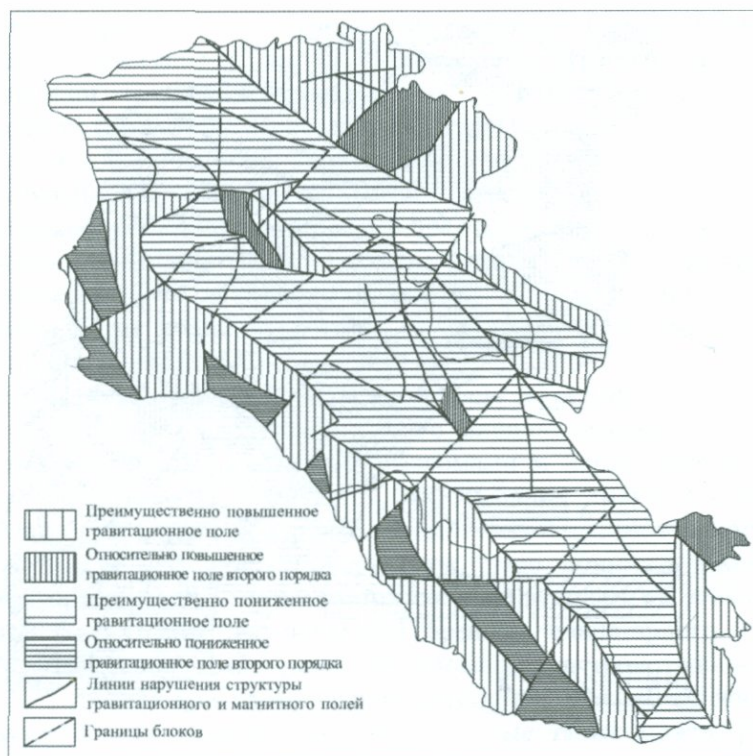 Преимущественно повышенное
гравитационное поле
Относительно повышенное
гравитационное поле второго порядка
Преимущественно пониженное
гравитационное поле
Относительно пониженное
гравитационное поле второго порядка
Линии нарушения структуры
гравитационного и магнитного полей
Границы блоков